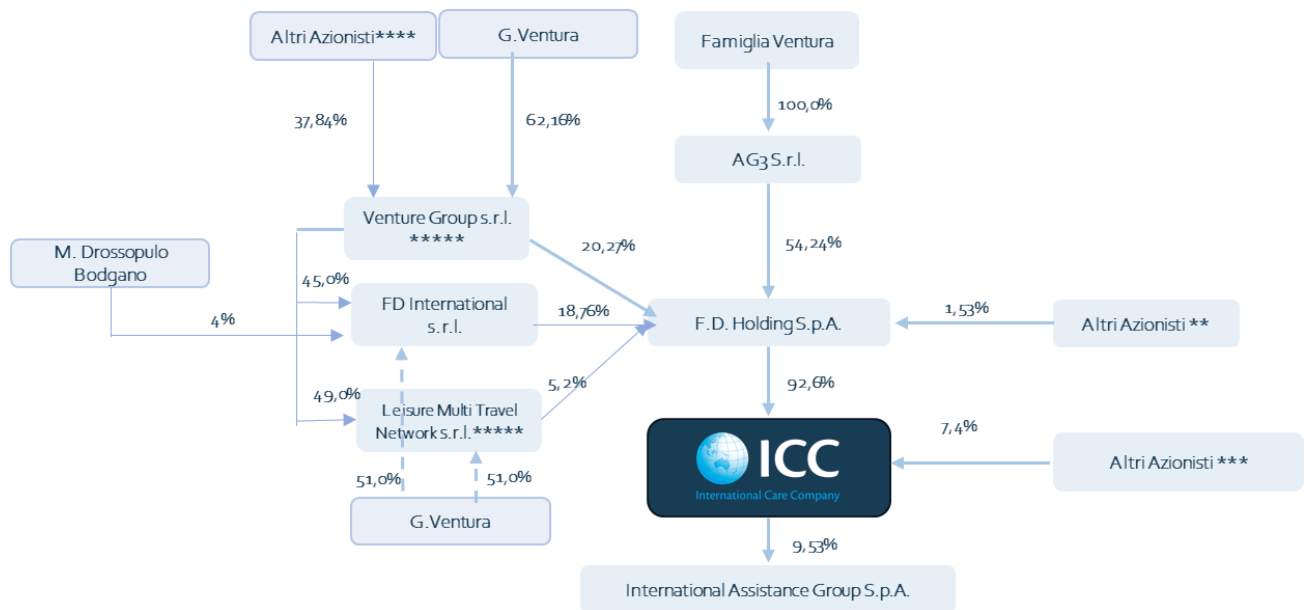 Altri Azionisti****
G.Ventura
Famiglia Ventura
37,84%
62,16%
100,0%
AG3 S.r.l.
Venture Group s.r.l.
*****
20,27%
54,24%
M. Drossopulo
Bodgano
45,0%
4%
FD International
s.r.l.
18,76%
F.D. Holding S.p.A.
1,53%
Altri Azionisti **
49,0%
Leisure Multi Travel
Network s.r.l.*****
5,2%
92,6%
51,0%
51,0%
G.Ventura
ICC
International Care Company
7,4%
Altri Azionisti ***
9,53%
International Assistance Group S.p.A.